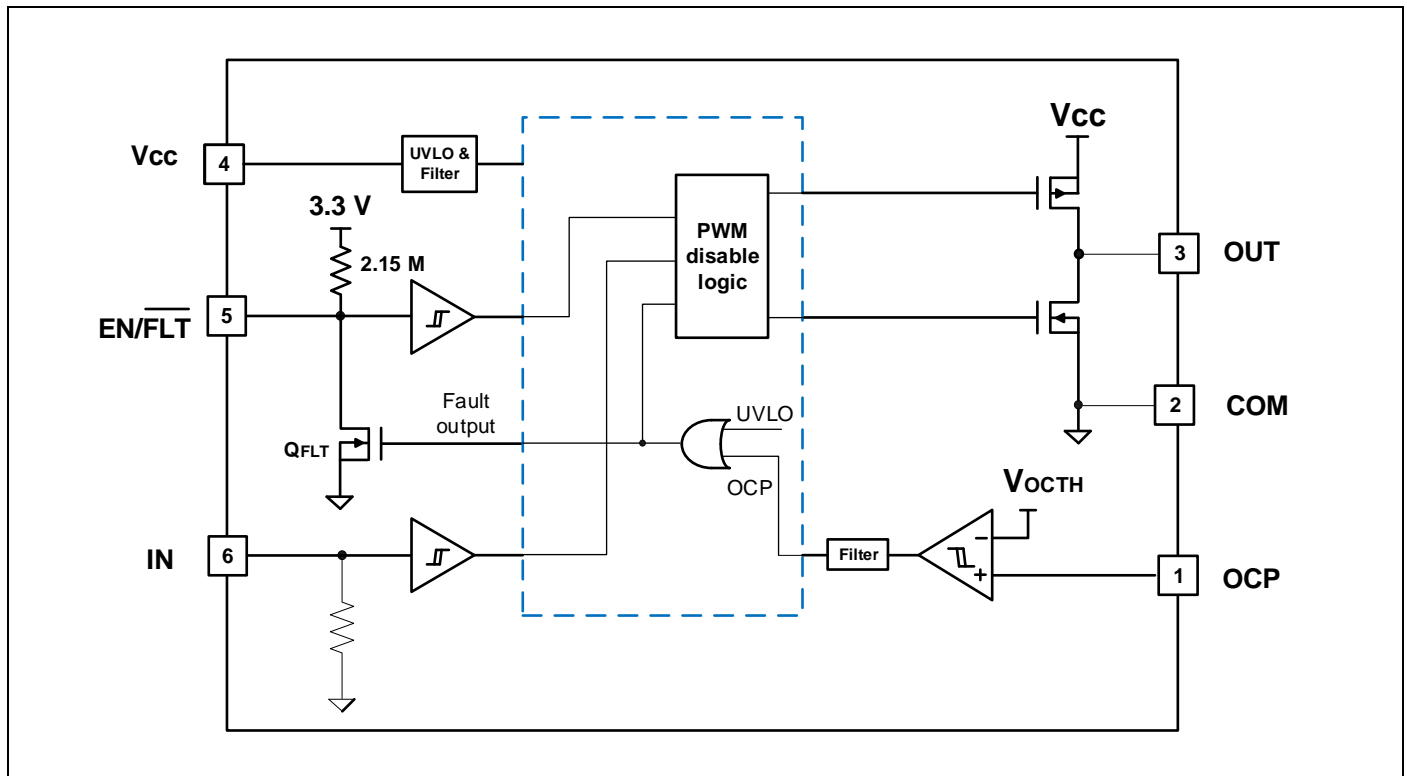 Vcc
4
UVLO &
Filter
3.3 V
2.15 M
EN/FLT
5
PWM
disable
logic
Vcc
3
OUT
2
COM
Fault
output
QFLT
UVLO
OCP
VOCTH
IN
6
Filter
−
+
1
OCP